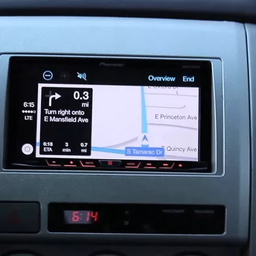 Pioneer
Overview End
6:15
LTE
0.3
mi
Turn right onto
E Mansfield Ave
6:18 3 0.7
ETA min mi
E Princeton Ave
Quincy Ave
S Tamarac Dr
6:14